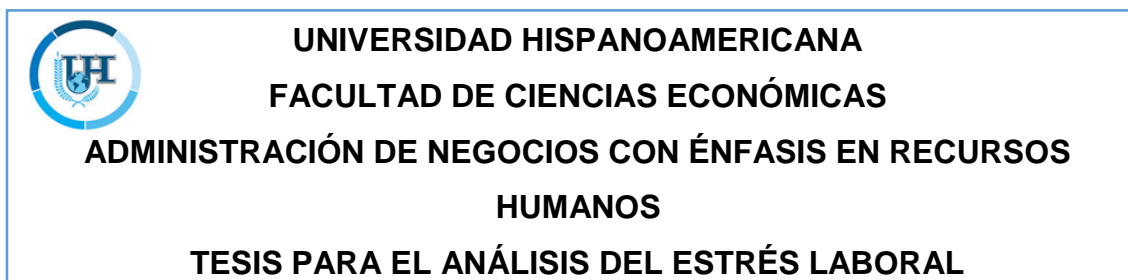 UH
UNIVERSIDAD HISPANOAMERICANA
FACULTAD DE CIENCIAS ECONÓMICAS
ADMINISTRACIÓN DE NEGOCIOS CON ÉNFASIS EN RECURSOS
HUMANOS
TESIS PARA EL ANÁLISIS DEL ESTRÉS LABORAL